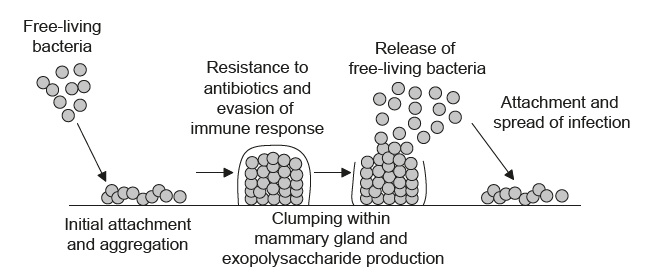 Free-living
bacteria
Initial attachment
and aggregation
Resistance to
antibiotics and
evasion of
immune response
Clumping within
mammary gland and
exopolysaccharide production
Release of
free-living bacteria
Attachment and
spread of infection